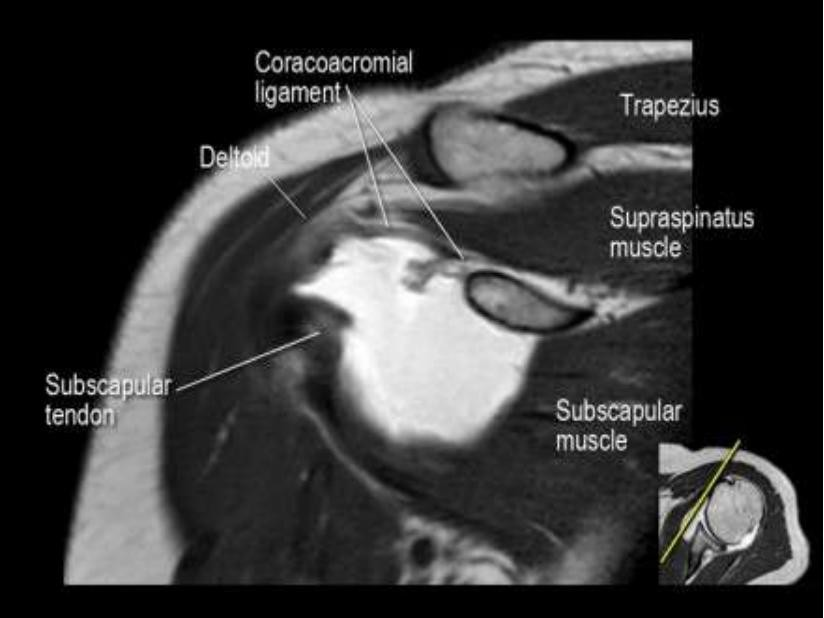 Coracoacromial
ligament
Trapezius
Deltoid
Supraspinatus
muscle
Subscapular
tendon
Subscapular
muscle